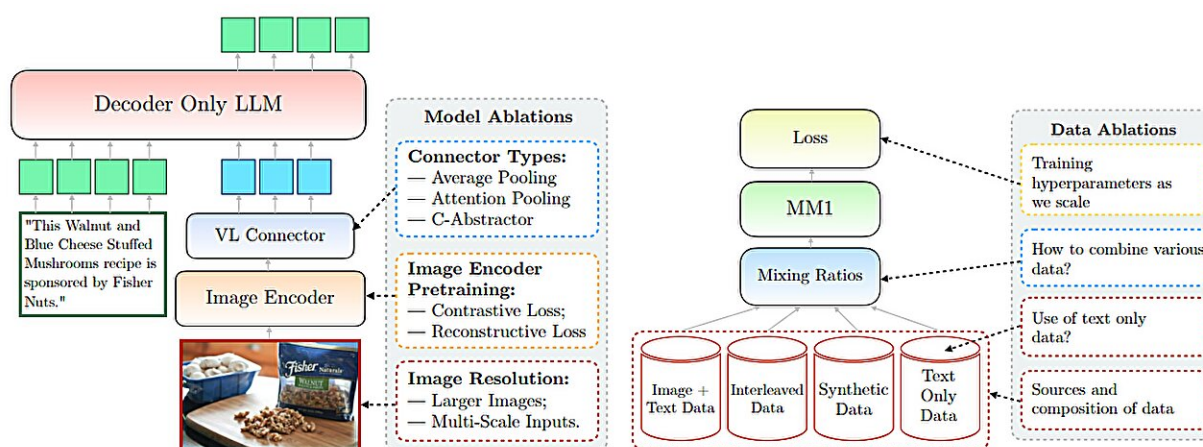 Decoder Only LLM
"This Walnut and
Blue Cheese Stuffed
Mushrooms recipe is
sponsored by Fisher
Nuts."
VL Connector
Image Encoder
Fisher
Naturals
WALNUT
Model Ablations
Connector Types:
— Average Pooling
— Attention Pooling
— C-Abstractor
Image Encoder
Pretraining:
— Contrastive Loss;
— Reconstructive Loss
Image Resolution:
— Larger Images;
— Multi-Scale Inputs.
Loss
MM1
Mixing Ratios
Image +
Text Data
Interleaved
Data
Synthetic
Data
Text
Only
Data
Data Ablations
Training
hyperparameters as
we scale
How to combine various
data?
Use of text only
data?
Sources and
composition of data